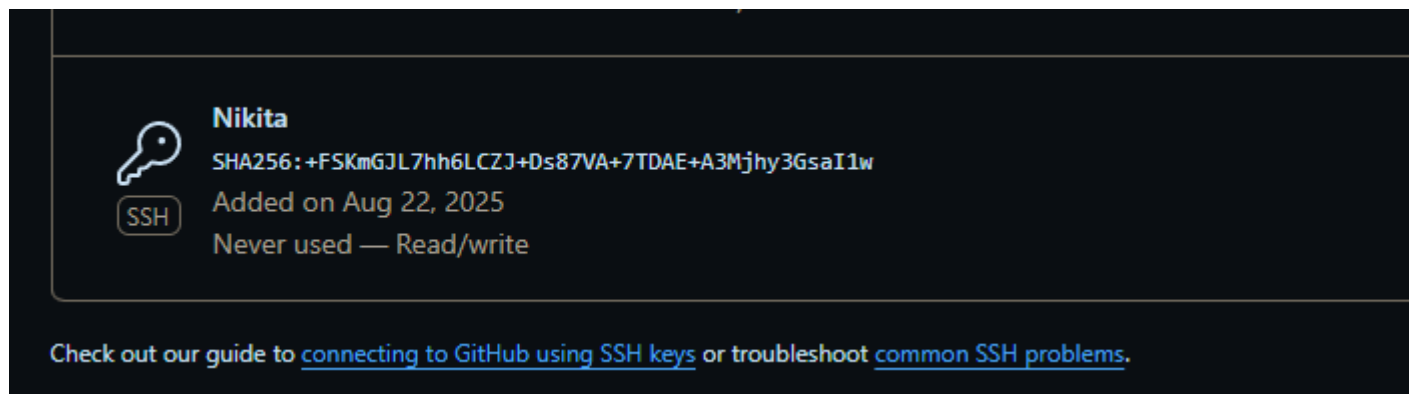 Nikita
SHA256:+FSKmGJL7hh6LCZJ+Ds87VA+7TDAE+A3Mjhy3GsaI1w
SSH
Added on Aug 22, 2025
Never used — Read/write
Check out our guide to connecting to GitHub using SSH keys or troubleshoot common SSH problems.